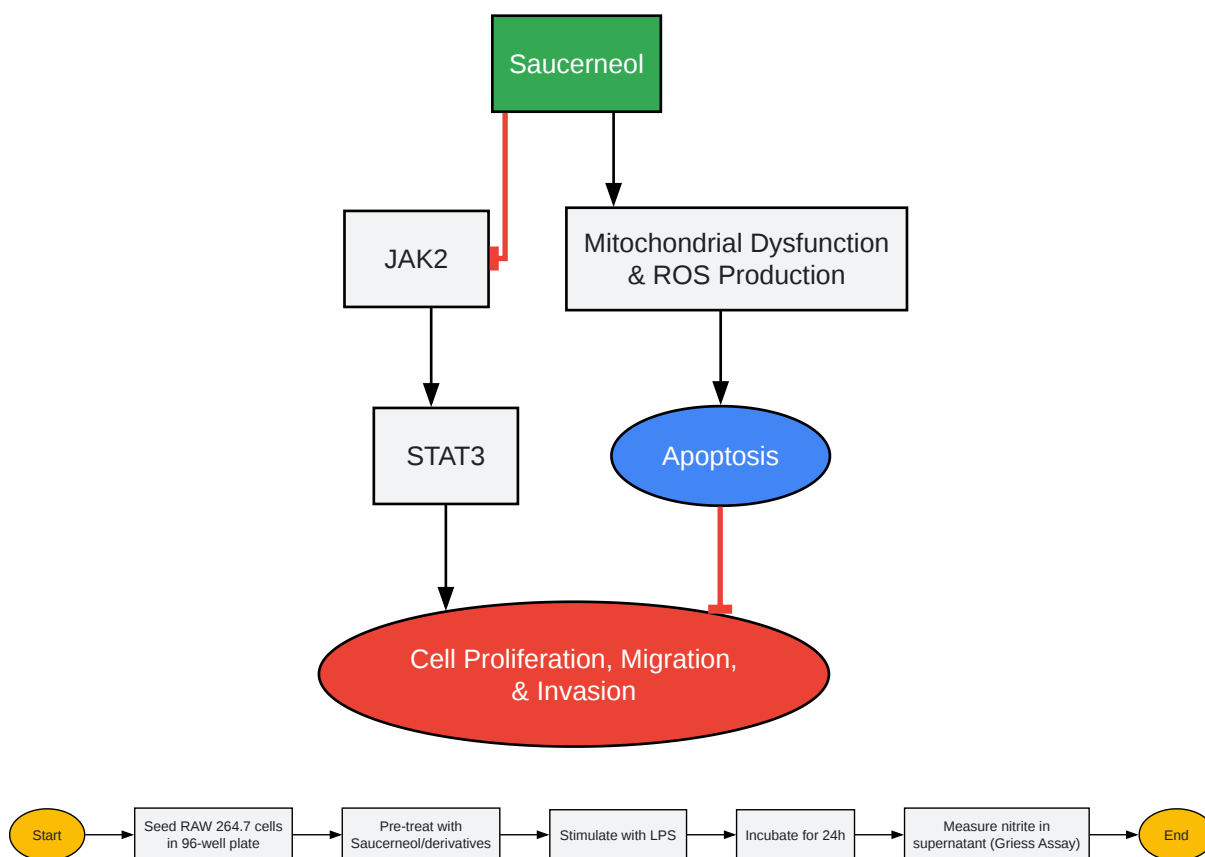 Saucerneol
JAK2
Mitochondrial Dysfunction
& ROS Production
STAT3
Apoptosis
Cell Proliferation, Migration,
& Invasion
Start
Seed RAW 264.7 cells
in 96-well plate
Pre-treat with
Saucerneol/derivatives
Stimulate with LPS
Incubate for 24h
Measure nitrite in
supernatant (Griess Assay)
End